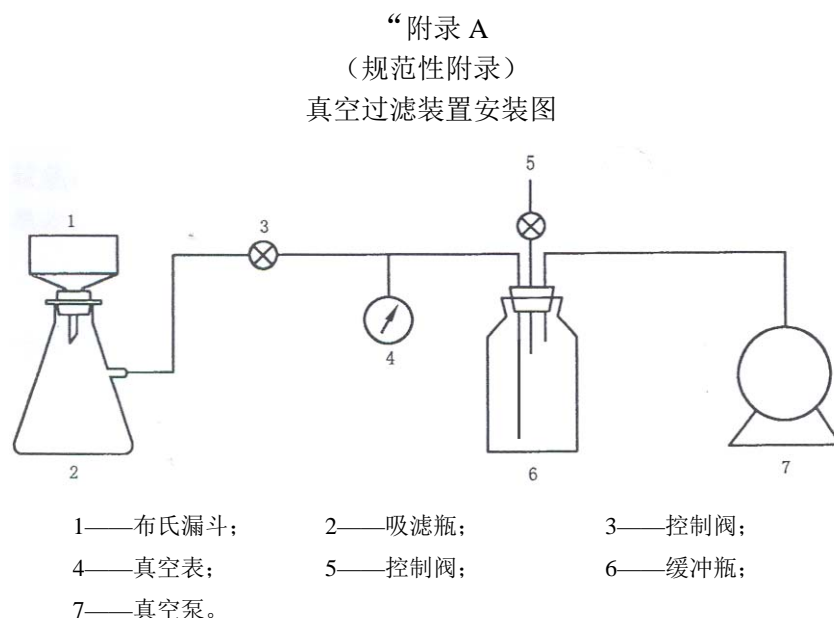 “附录 A
（规范性附录）
真空过滤装置安装图
5
1
3
4
2
6
7
1——布氏漏斗； 2——吸滤瓶； 3——控制阀；
4——真空表； 5——控制阀； 6——缓冲瓶；
7——真空泵。